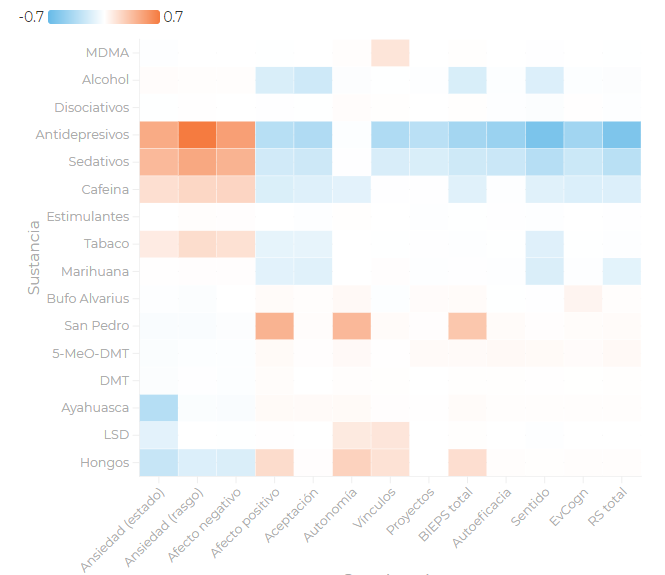 -0.7 0.7
MDMA
Alcohol
Disociativos
Antidepresivos
Sedativos
Cafeina
Estimulantes
Tabaco
Marihuana
Bufo Alvarius
San Pedro
5-MeO-DMT
DMT
Ayahuasca
LSD
Hongos
Sustancia
Ansiedad (estado)
Ansiedad (rasgo)
Afecto negativo
Afecto positivo
Aceptación
Autonomía
Vínculos
Proyectos
BIEPS total
Autoeficacia
Sentido
EvCogn
RS total